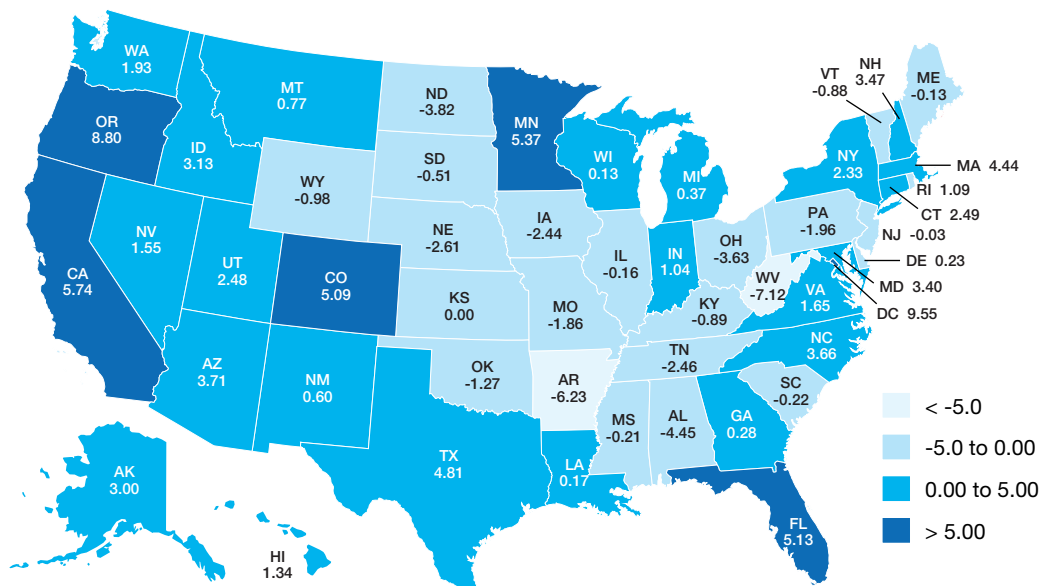 WA
1.93
OR
8.80
CA
5.74
NV
1.55
ID
3.13
MT
0.77
WY
-0.98
UT
2.48
CO
5.09
AZ
3.71
NM
0.60
ND
-3.82
SD
-0.51
NE
-2.61
KS
0.00
OK
-1.27
TX
4.81
MN
5.37
IA
-2.44
MO
-1.86
AR
-6.23
LA
0.17
WI
0.13
IL
-0.16
MI
0.37
IN
1.04
OH
-3.63
KY
-0.89
TN
-2.46
MS
-0.21
AL
-4.45
GA
0.28
FL
5.13
SC
-0.22
NC
3.66
VA
1.65
WV
-7.12
PA
-1.96
NY
2.33
VT
-0.88
NH
3.47
ME
-0.13
MA 4.44
RI 1.09
CT 2.49
NJ -0.03
DE 0.23
MD 3.40
DC 9.55
AK
3.00
HI
1.34
< -5.0
-5.0 to 0.00
0.00 to 5.00
> 5.00